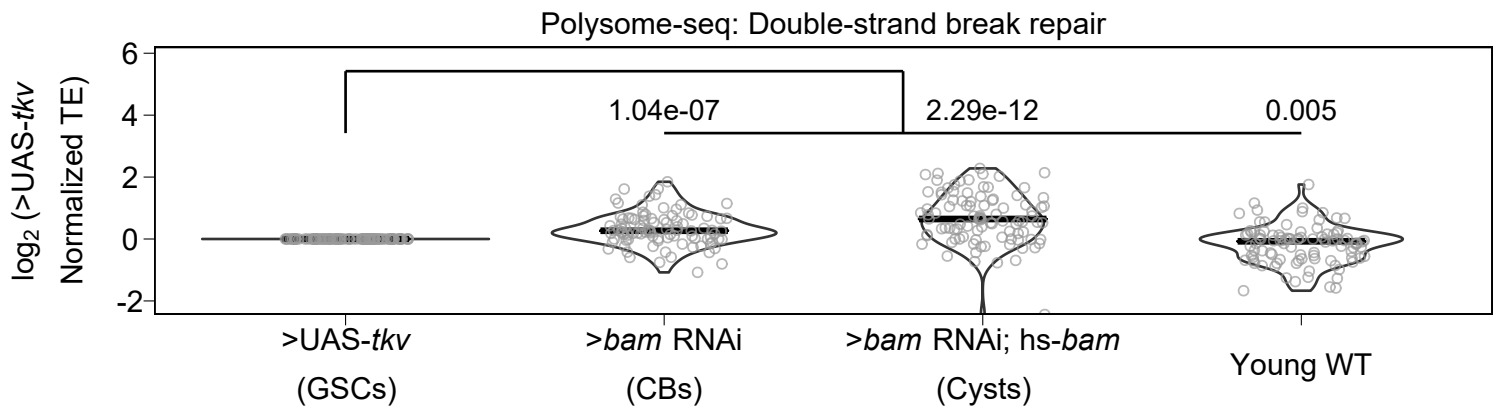 Polysome-seq: Double-strand break repair
log2 (>UAS-tkv
Normalized TE)
6
4
2
0
-2
1.04e-07 2.29e-12 0.005
>UAS-tkv >bam RNAi >bam RNAi; hs-bam Young WT
(GSCs) (CBs) (Cysts)